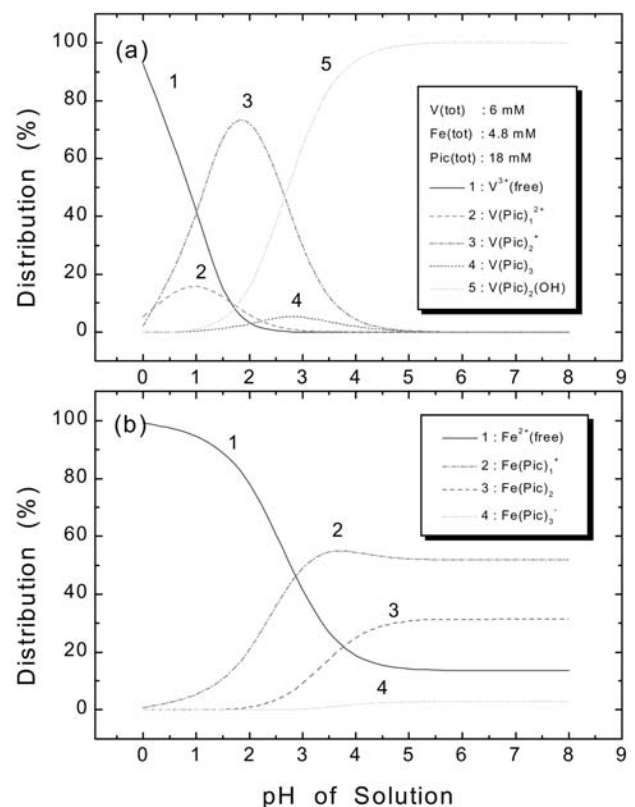 (a)
1
2
3
4
5
V(tot) : 6 mM
Fe(tot) : 4.8 mM
Pic(tot) : 18 mM
1 : V³⁺(free)
2 : V(Pic)₁²⁺
3 : V(Pic)₂⁺
4 : V(Pic)₃
5 : V(Pic)₂(OH)
Distribution (%)
100
80
60
40
20
0
0 1 2 3 4 5 6 7 8 9
(b)
1
2
3
4
1 : Fe²⁺(free)
2 : Fe(Pic)₁⁺
3 : Fe(Pic)₂
4 : Fe(Pic)₃⁻
Distribution (%)
100
80
60
40
20
0
0 1 2 3 4 5 6 7 8 9
pH of Solution